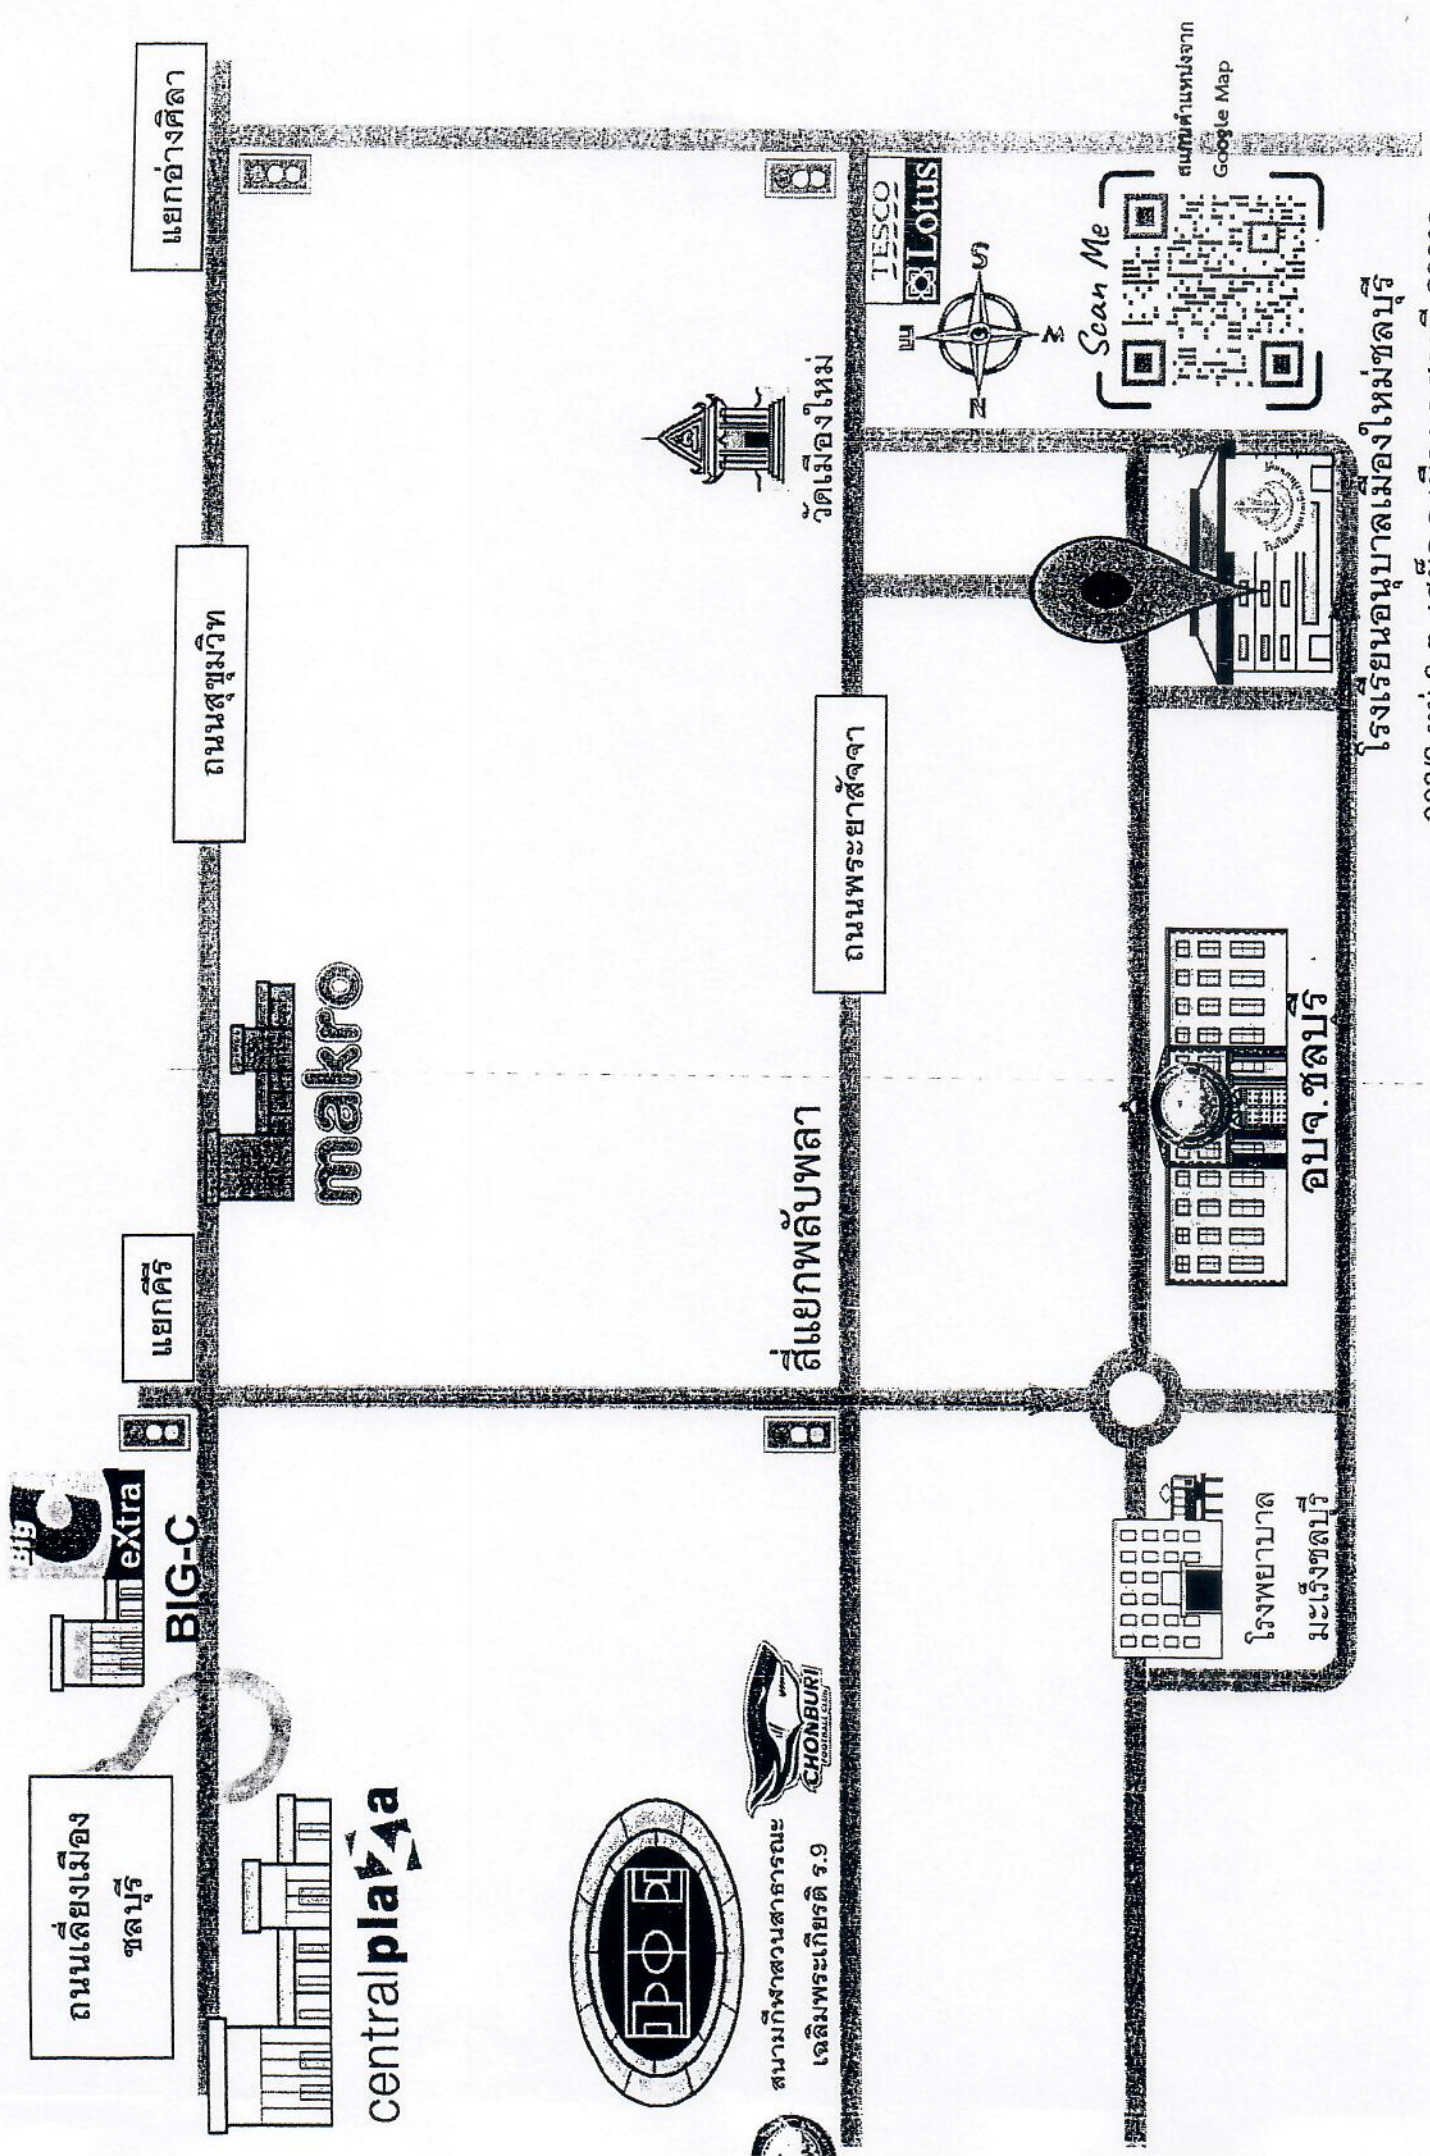 ถนนเลี่ยงเมือง
ชลบุรี
Big
eXtra
BIG-C
แยกคีรี
ถนนสุขุมวิท
แยกอ่างศิลา
centralplaza
makro
สนามกีฬาสวนสาธารณะ
เฉลิมพระเกียรติ ร.9
CHONBURI
FOOTBALL CLUB
สี่แยกพลับพลา
ถนนพระยาสัจจา
วัดเมืองใหม่
TESCO
Lotus
E
N
S
W
โรงพยาบาล
มะเร็งชลบุรี
อบจ.ชลบุรี
Scan Me
สแกนตำแหน่งจาก
Google Map
โรงเรียนอนุบาลเมืองใหม่ชลบุรี